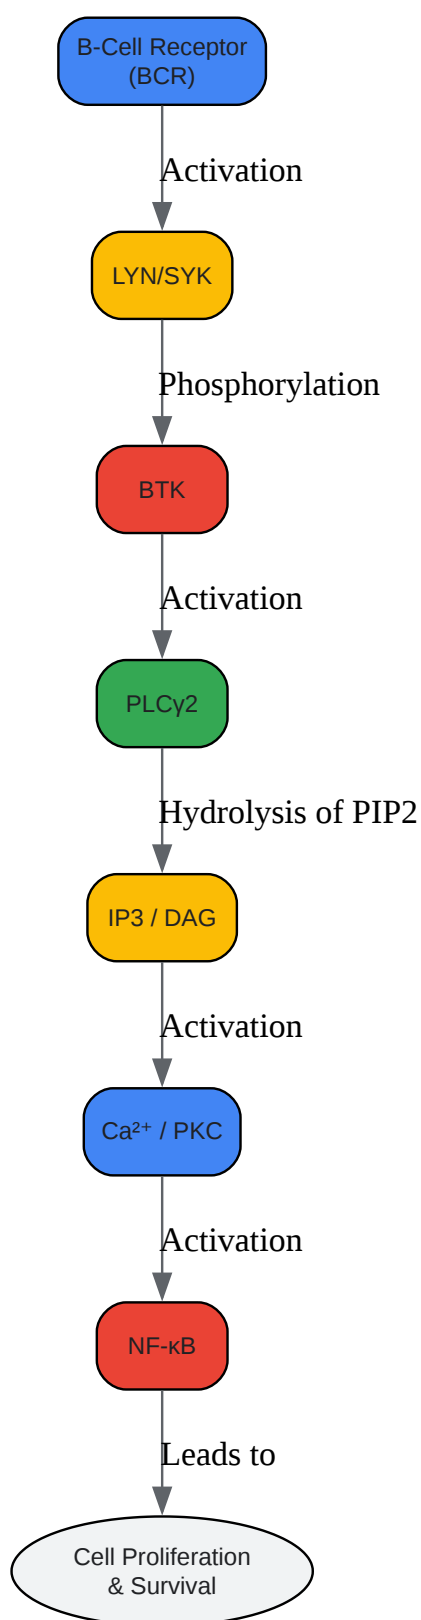 B-Cell Receptor
(BCR)
Activation
LYN/SYK
Phosphorylation
BTK
Activation
PLCγ2
Hydrolysis of PIP2
IP3 / DAG
Activation
Ca²⁺ / PKC
Activation
NF-κB
Leads to
Cell Proliferation
& Survival